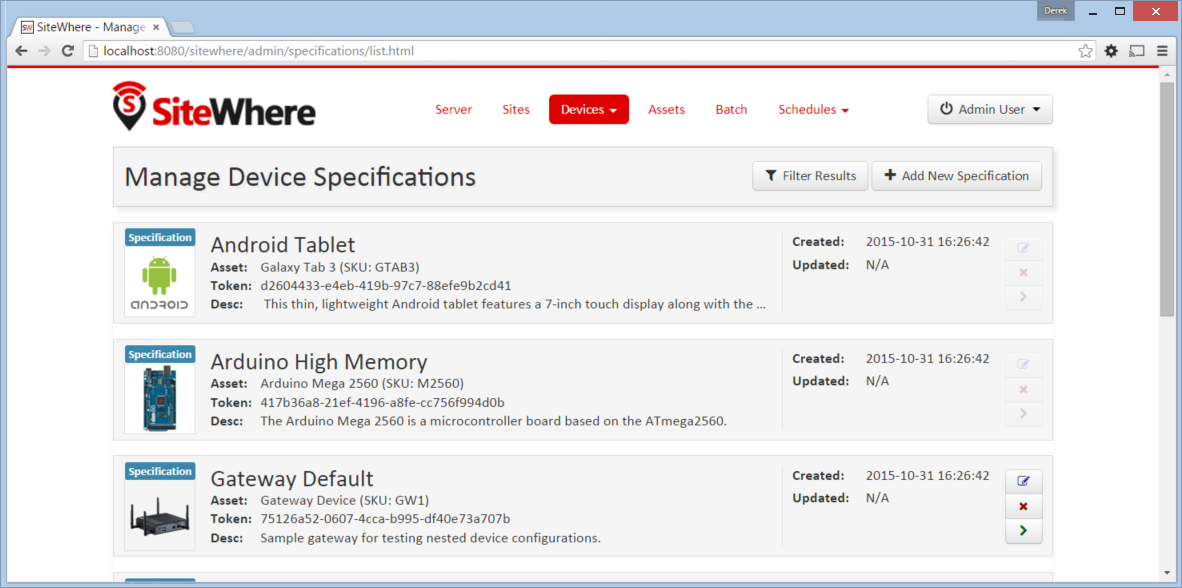 Derek
SW SiteWhere - Manage
localhost:8080/sitewhere/admin/specifications/list.html
S SiteWhere
Server Sites Devices Assets Batch Schedules Admin User
Manage Device Specifications
Filter Results Add New Specification
Specification
Android Tablet
Asset: Galaxy Tab 3 (SKU: GTAB3)
Token: d2604433-e4eb-419b-97c7-88efe9b2cd41
Desc: This thin, lightweight Android tablet features a 7-inch touch display along with the ...
Created: 2015-10-31 16:26:42
Updated: N/A
ANDROID
Specification
Arduino High Memory
Asset: Arduino Mega 2560 (SKU: M2560)
Token: 417b36a8-21ef-4196-a8fe-cc756f994d0b
Desc: The Arduino Mega 2560 is a microcontroller board based on the ATmega2560.
Created: 2015-10-31 16:26:42
Updated: N/A
Specification
Gateway Default
Asset: Gateway Device (SKU: GW1)
Token: 75126a52-0607-4cca-b995-df40e73a707b
Desc: Sample gateway for testing nested device configurations.
Created: 2015-10-31 16:26:42
Updated: N/A